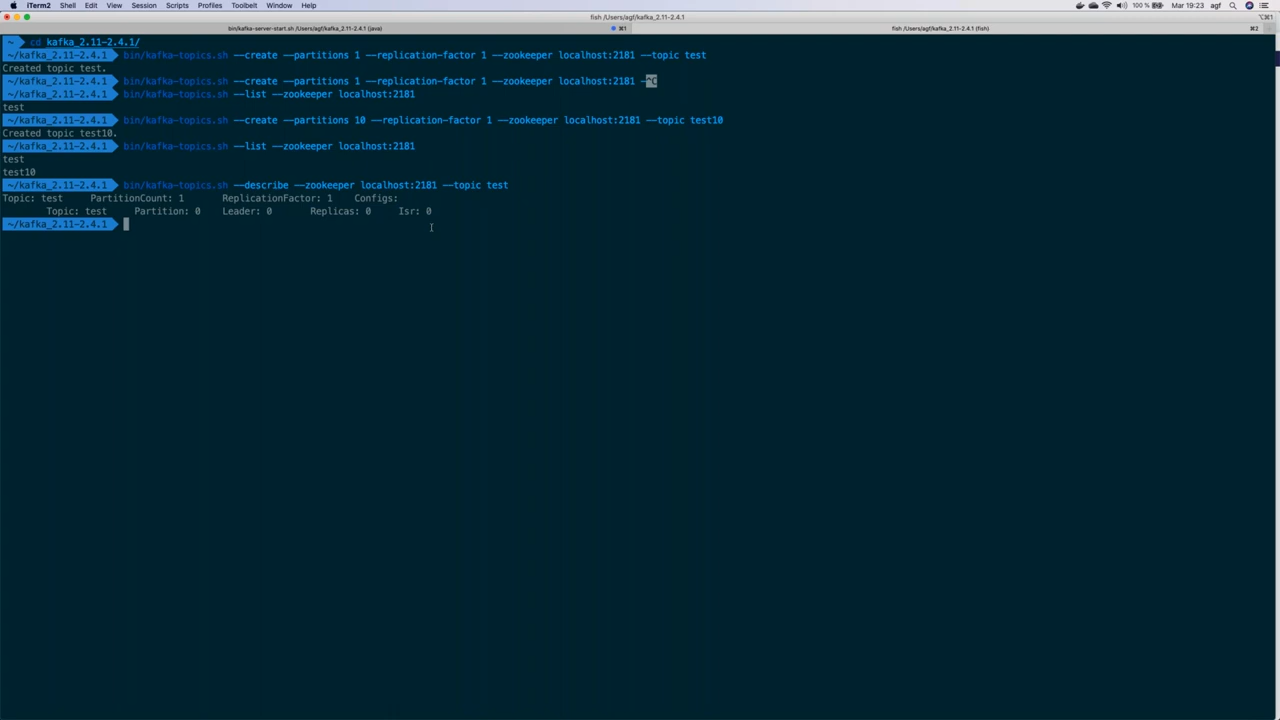 iTerm2 Shell Edit View Session Scripts Profiles Toolbelt Window Help 100 % Mar 19:23 agf
fish /Users/agf/kafka_2.11-2.4.1
⌥⌘1
bin/kafka-server-start.sh /Users/agf/kafka_2.11-2.4.1 (java) ⌘1 fish /Users/agf/kafka_2.11-2.4.1 (fish) ⌘2
~ cd kafka_2.11-2.4.1/
~/kafka_2.11-2.4.1 bin/kafka-topics.sh --create --partitions 1 --replication-factor 1 --zookeeper localhost:2181 --topic test
Created topic test.
~/kafka_2.11-2.4.1 bin/kafka-topics.sh --create --partitions 1 --replication-factor 1 --zookeeper localhost:2181 -^C
~/kafka_2.11-2.4.1 bin/kafka-topics.sh --list --zookeeper localhost:2181
test
~/kafka_2.11-2.4.1 bin/kafka-topics.sh --create --partitions 10 --replication-factor 1 --zookeeper localhost:2181 --topic test10
Created topic test10.
~/kafka_2.11-2.4.1 bin/kafka-topics.sh --list --zookeeper localhost:2181
test
test10
~/kafka_2.11-2.4.1 bin/kafka-topics.sh --describe --zookeeper localhost:2181 --topic test
Topic: test PartitionCount: 1 ReplicationFactor: 1 Configs:
Topic: test Partition: 0 Leader: 0 Replicas: 0 Isr: 0
~/kafka_2.11-2.4.1